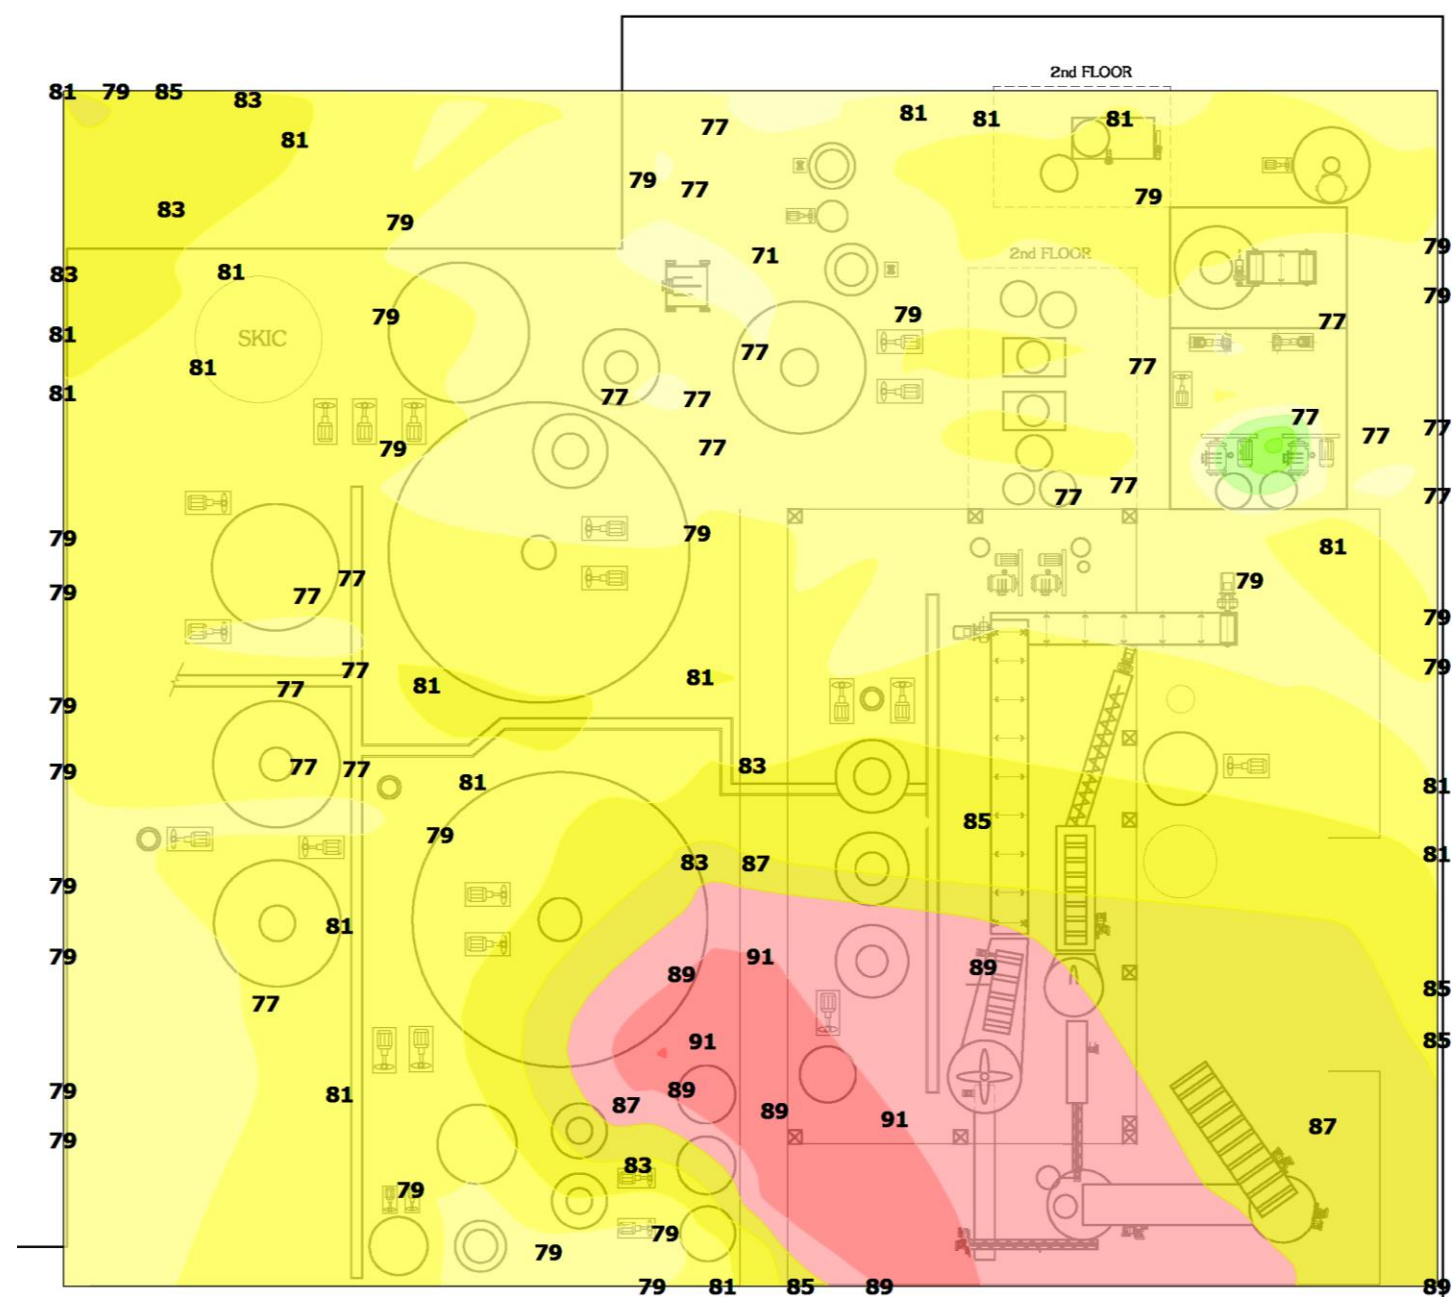 2nd FLOOR
81 79 85 83 77 81 81 81
81
79 77 79
83 79
2nd FLOOR
83 81 71 79
79 79 79
77
81 SKIC
81 77 77
81 77 77
77 77 77
79 77
77 77 77
79 79 81
79 77 77 79
79
77 79
77 81 81
79
79 77 77 81 83 81
79 85
83 87 81
79
81
79 89 91 89
77 85
91 85
79 81 87 89 89 91 87
79
83
79
79
79
79 81 85 89 89